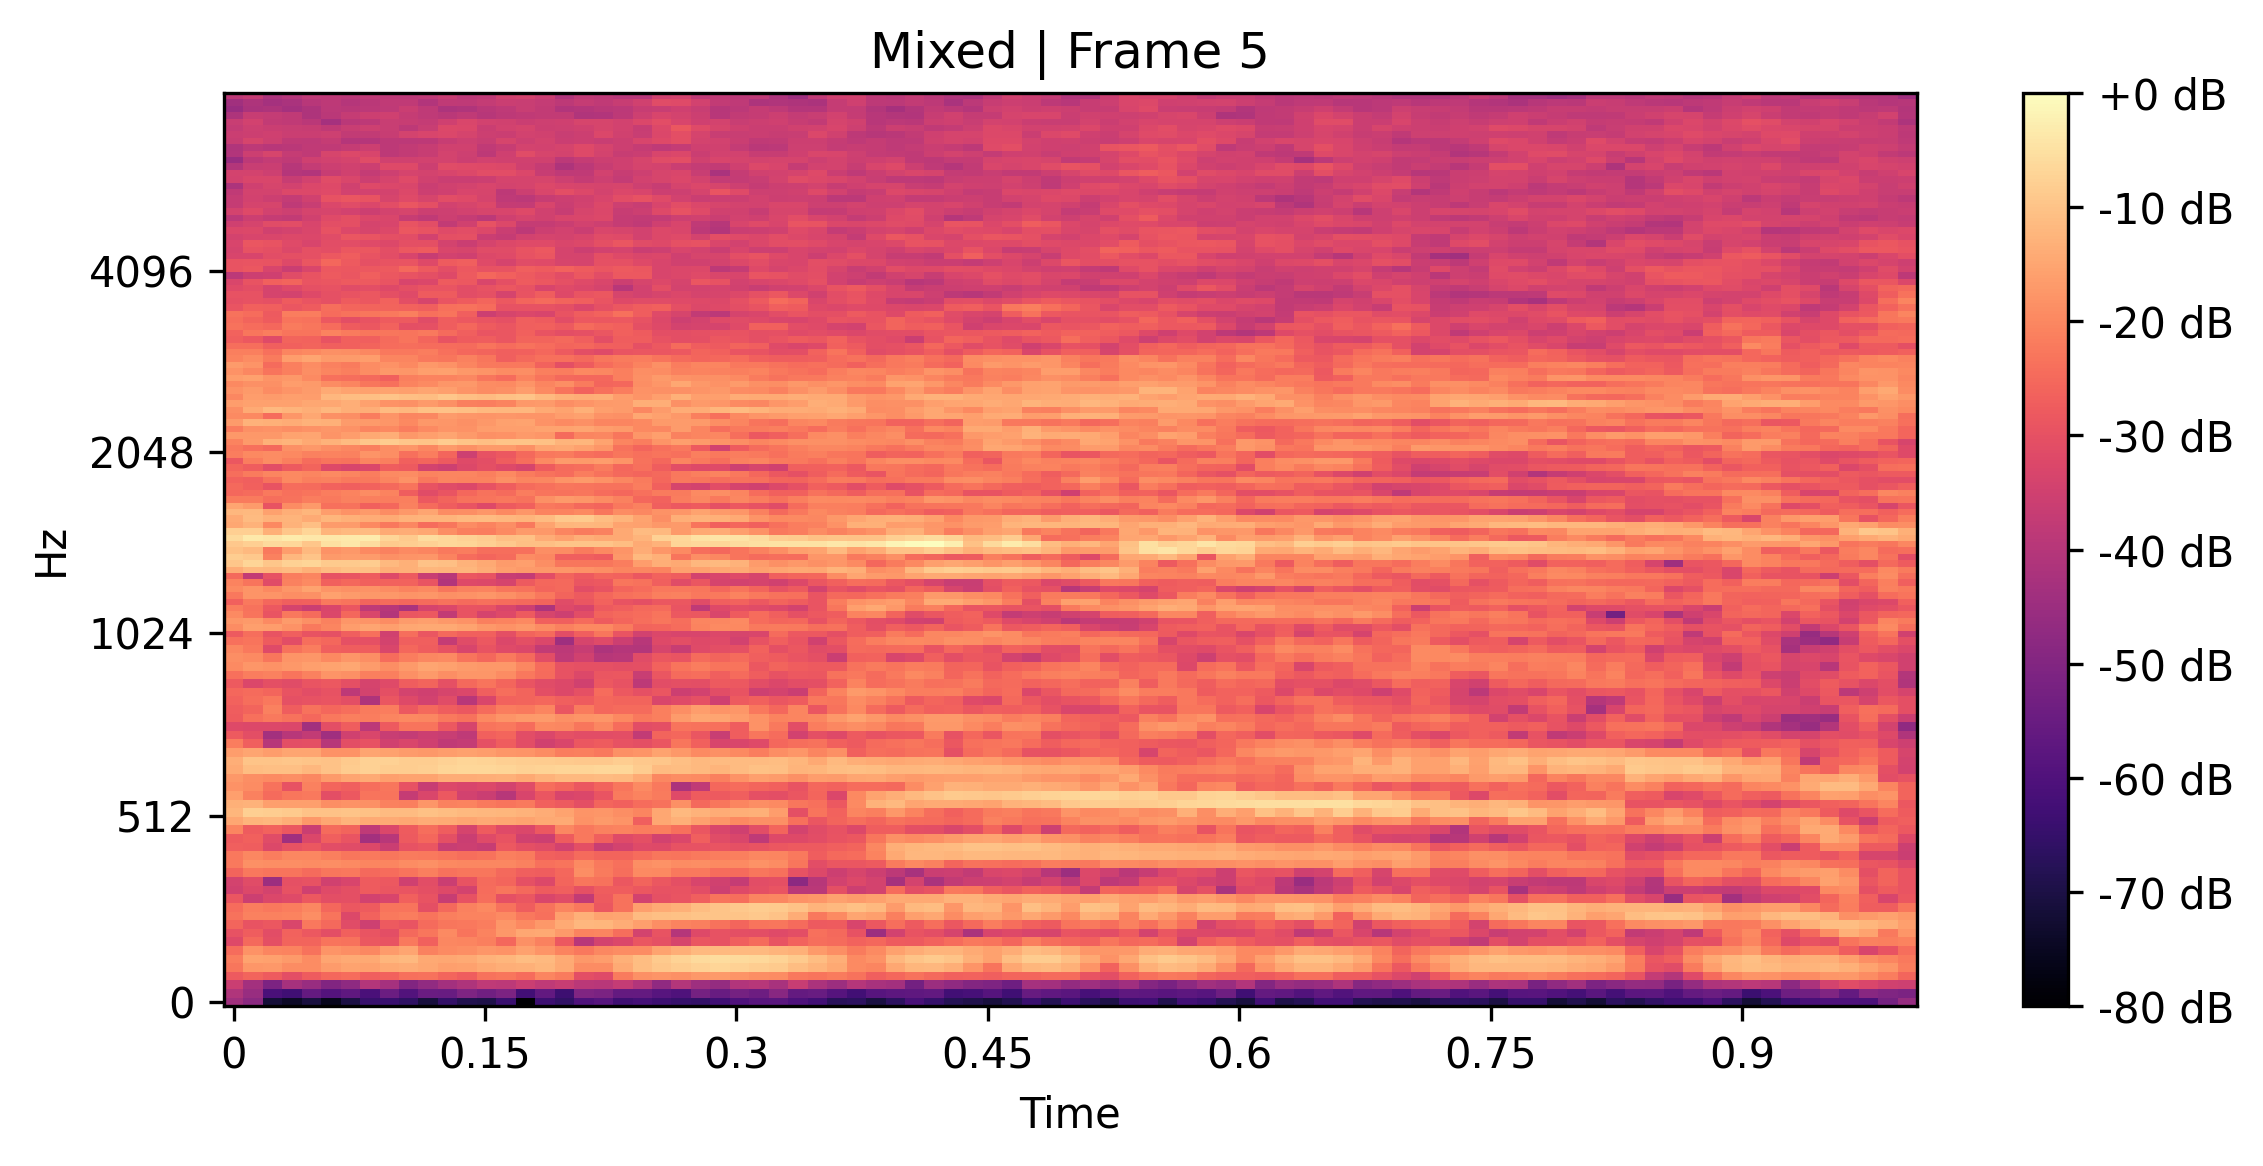 Mixed | Frame 5
+0 dB
-10 dB
-20 dB
-30 dB
-40 dB
-50 dB
-60 dB
-70 dB
-80 dB
4096
2048
1024
512
0
Hz
0 0.15 0.3 0.45 0.6 0.75 0.9
Time